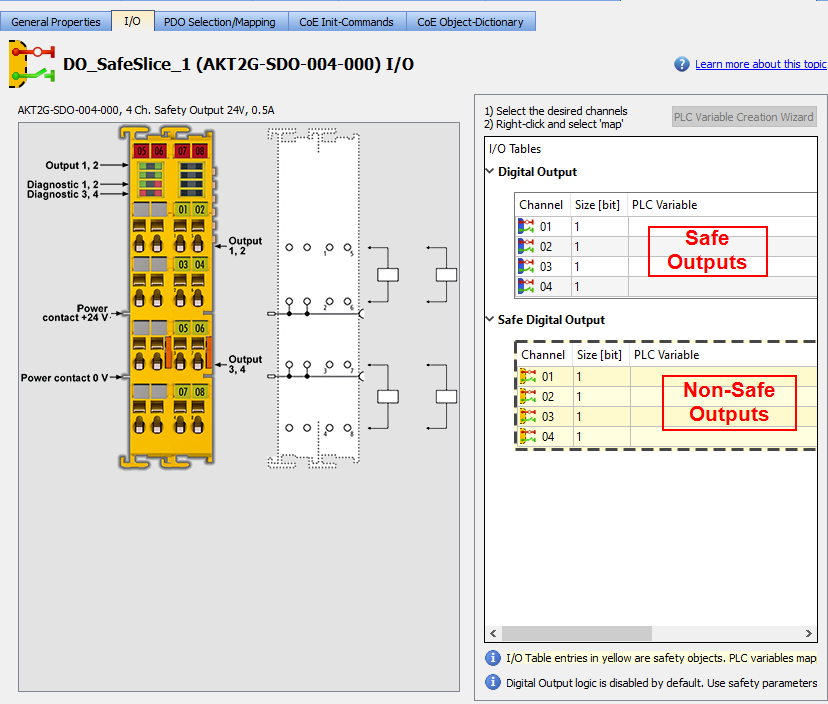 General Properties
I/O
PDO Selection/Mapping
CoE Init-Commands
CoE Object-Dictionary
DO_SafeSlice_1 (AKT2G-SDO-004-000) I/O
? Learn more about this topic
AKT2G-SDO-004-000, 4 Ch. Safety Output 24V, 0.5A
05 06 07 08
Output 1, 2
Diagnostic 1, 2
Diagnostic 3, 4
01 02
Output
1, 2
03 04
Power
contact +24 V
05 06
Output
3, 4
Power contact 0 V
07 08
1 5
2 6
3 7
4 8
1) Select the desired channels
2) Right-click and select 'map'
PLC Variable Creation Wizard
I/O Tables
Digital Output
Channel Size [bit] PLC Variable
01 1
02 1
03 1
04 1
Safe
Outputs
Safe Digital Output
Channel Size [bit] PLC Variable
01 1
02 1
03 1
04 1
Non-Safe
Outputs
i I/O Table entries in yellow are safety objects. PLC variables map
i Digital Output logic is disabled by default. Use safety parameters